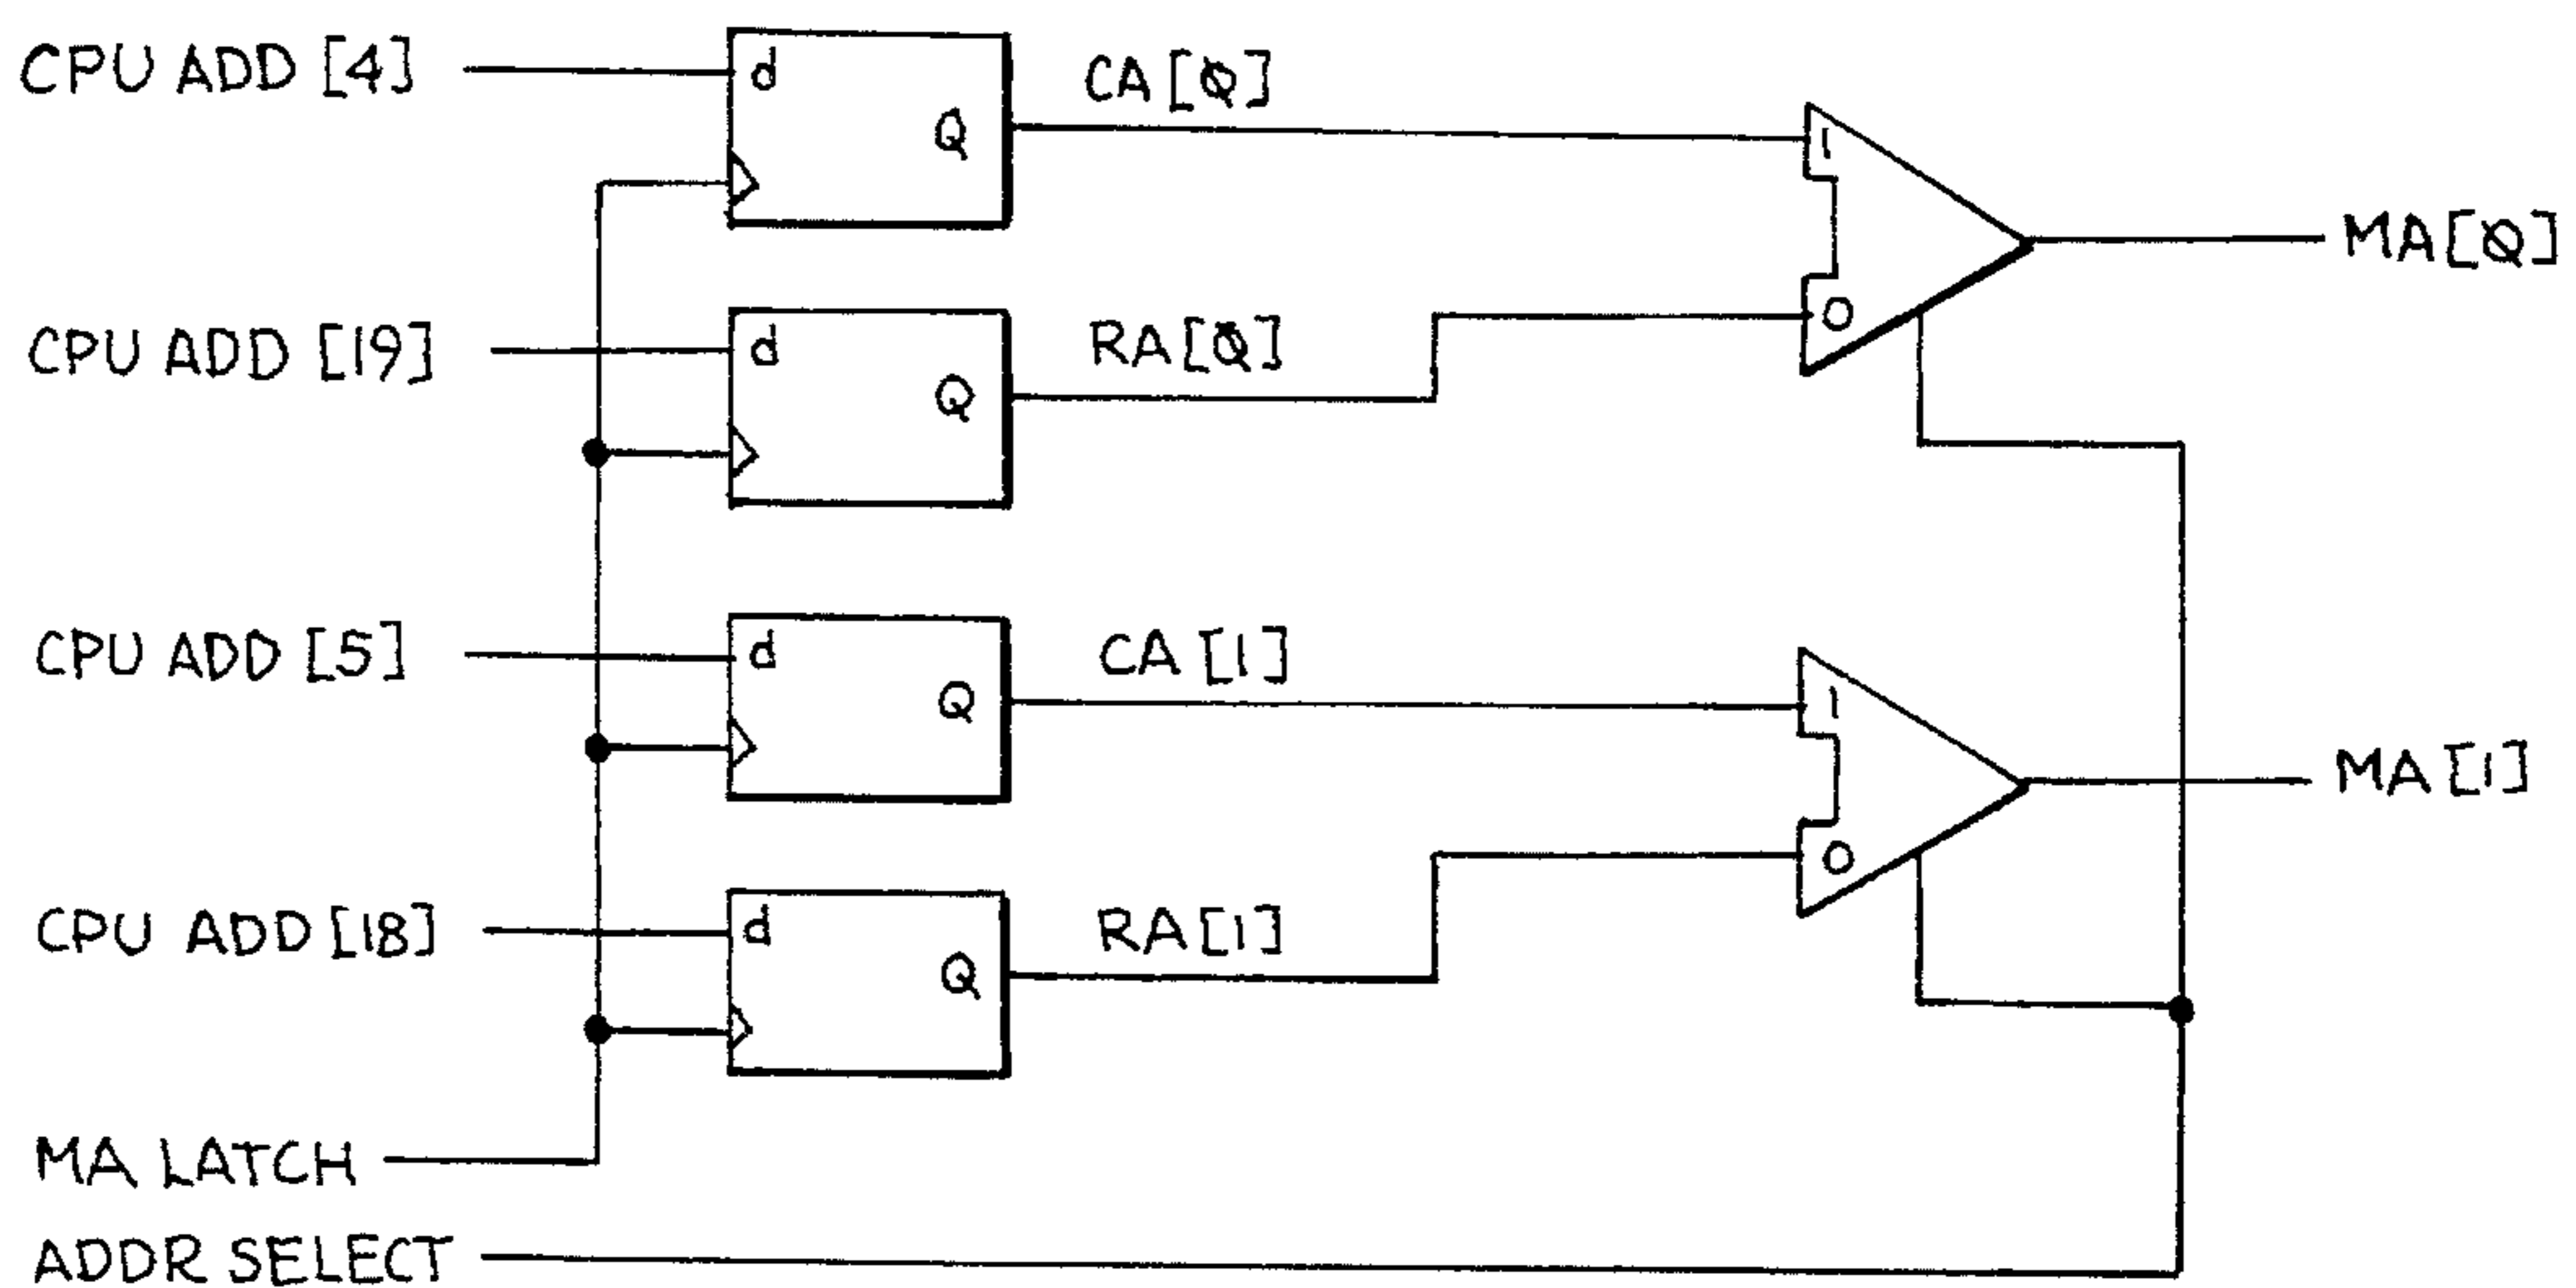 CPU ADD [4]
d
Q
CA [Ø]
1
0
MA [Ø]
CPU ADD [19]
d
Q
RA [Ø]
CPU ADD [5]
d
Q
CA [1]
1
0
MA [1]
CPU ADD [18]
d
Q
RA [1]
MA LATCH
ADDR SELECT